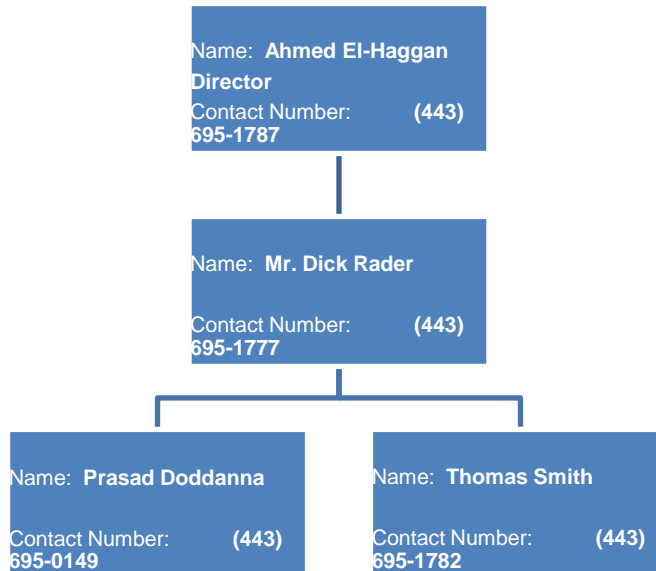 Name: Ahmed El-Haggan
Director
Contact Number: (443)
695-1787
Name: Mr. Dick Rader
Contact Number: (443)
695-1777
Name: Prasad Doddanna
Contact Number: (443)
695-0149
Name: Thomas Smith
Contact Number: (443)
695-1782